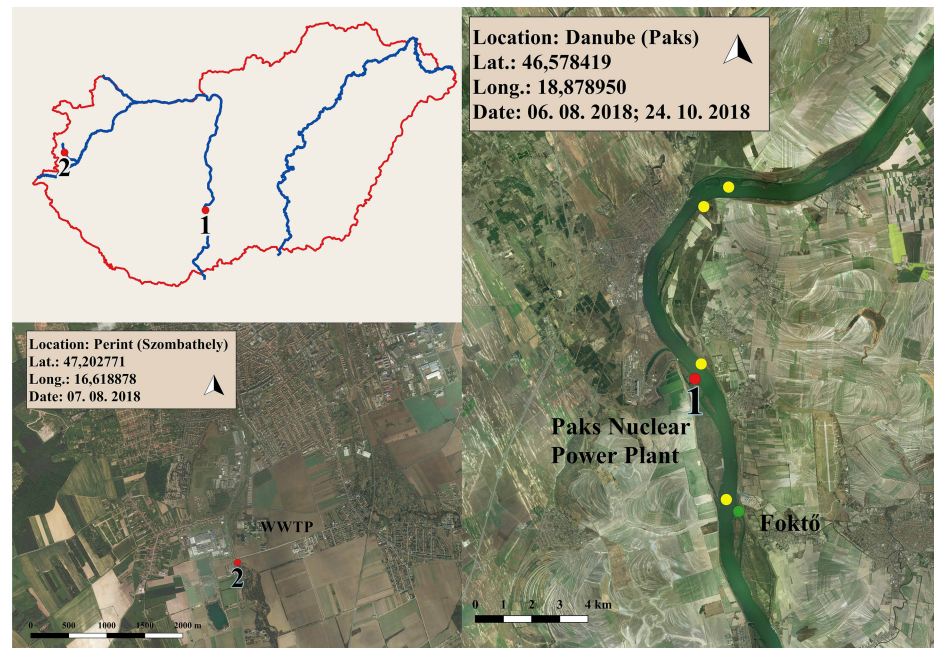 2
1
Location: Danube (Paks)
Lat.: 46,578419
Long.: 18,878950
Date: 06. 08. 2018; 24. 10. 2018
1
Paks Nuclear
Power Plant
Foktő
0 1 2 3 4 km
Location: Perint (Szombathely)
Lat.: 47,202771
Long.: 16,618878
Date: 07. 08. 2018
WWTP
2
0 500 1000 1500 2000 m